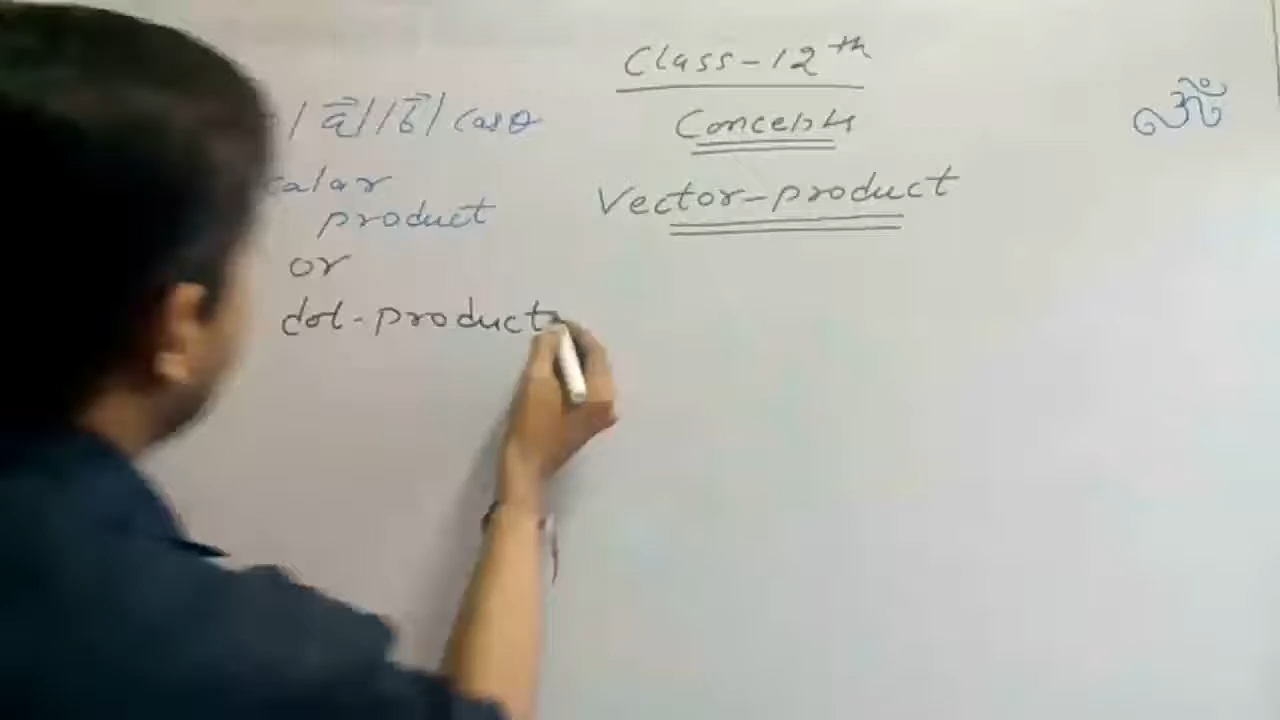 Class-12th
Concepts
ॐ
Vector-product
|a⃗||b⃗| cosθ
calar
product
or
dot-product